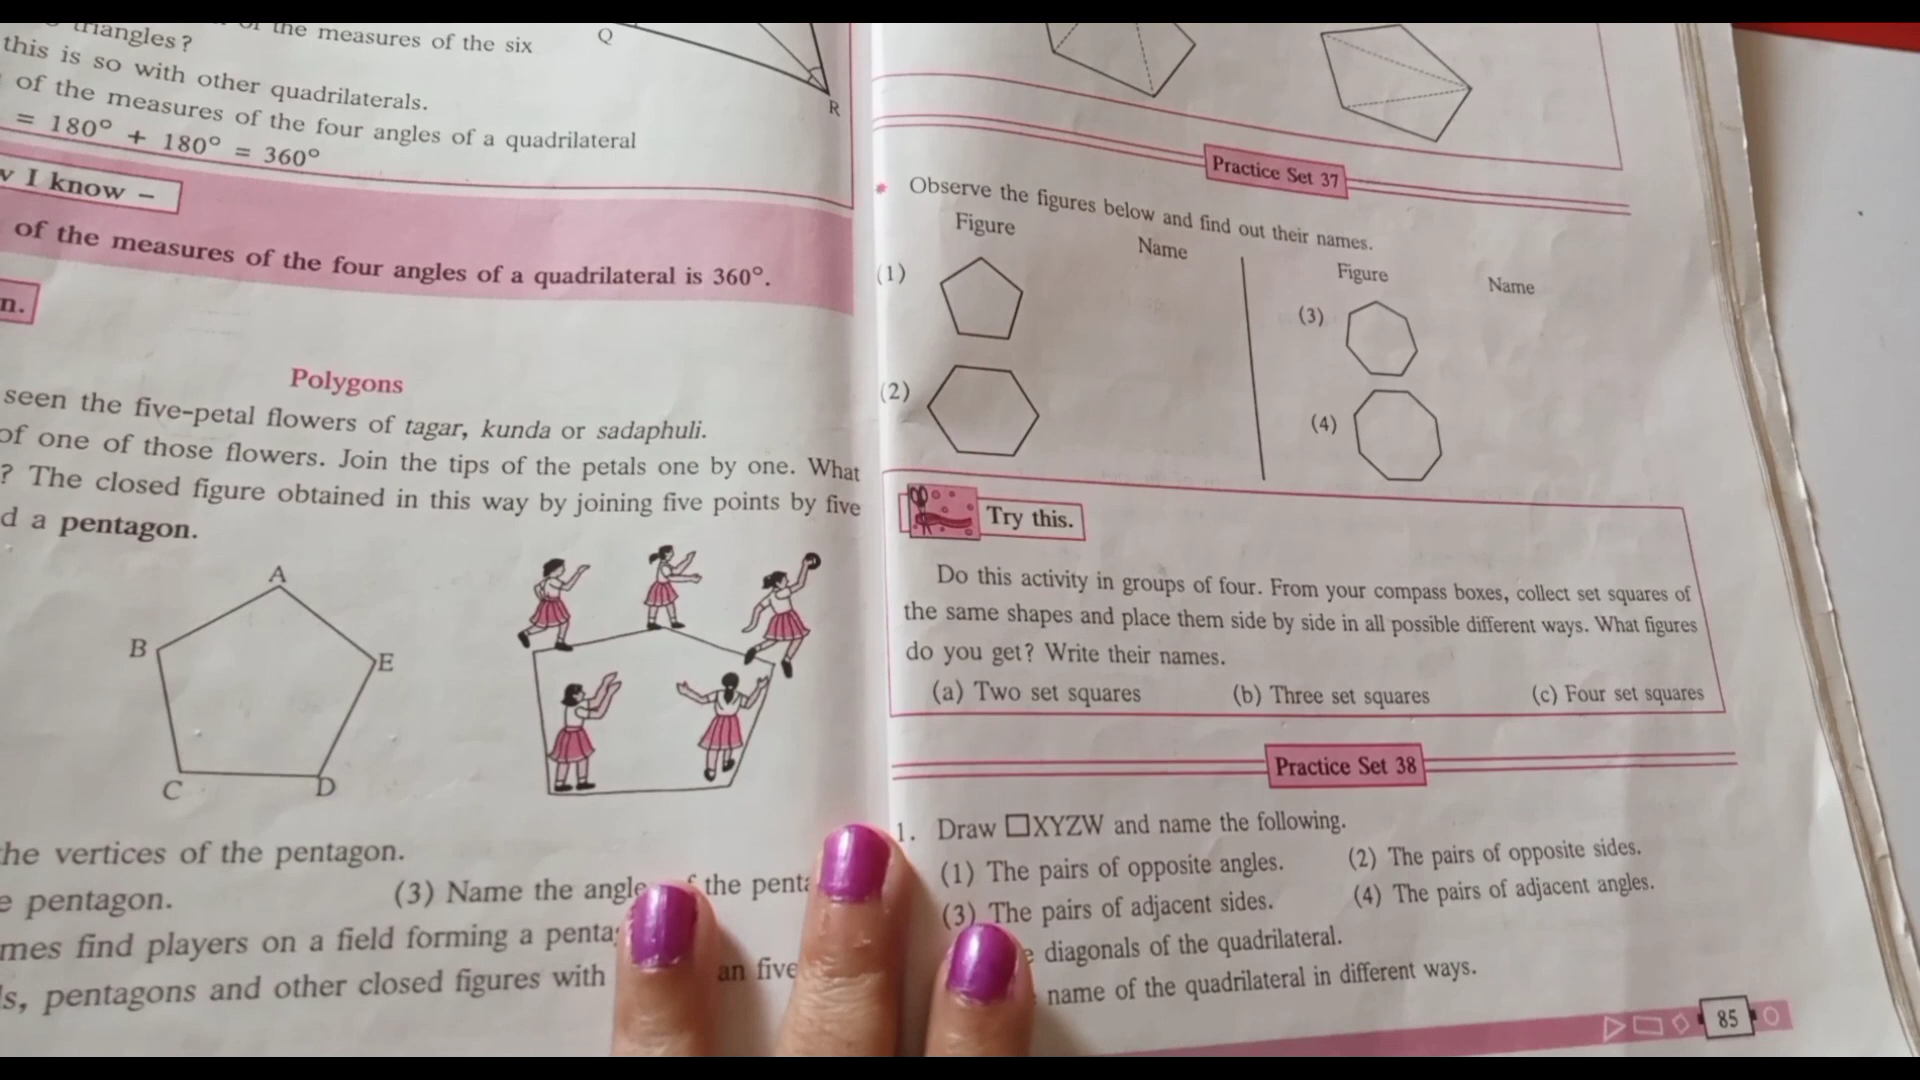 triangles?
of the measures of the six
this is so with other quadrilaterals.
of the measures of the four angles of a quadrilateral
= 180° + 180° = 360°
I know –
of the measures of the four angles of a quadrilateral is 360°.
n.
Polygons
seen the five-petal flowers of tagar, kunda or sadaphuli.
of one of those flowers. Join the tips of the petals one by one. What
? The closed figure obtained in this way by joining five points by five
d a pentagon.
A
B
E
C
D
the vertices of the pentagon.
pentagon.
(3) Name the angle the penta
mes find players on a field forming a penta
s, pentagons and other closed figures with an five
Q
R
Practice Set 37
* Observe the figures below and find out their names.
Figure
Name
Figure
Name
(1)
(2)
(3)
(4)
Try this.
Do this activity in groups of four. From your compass boxes, collect set squares of
the same shapes and place them side by side in all possible different ways. What figures
do you get? Write their names.
(a) Two set squares (b) Three set squares (c) Four set squares
Practice Set 38
1. Draw □XYZW and name the following.
(1) The pairs of opposite angles. (2) The pairs of opposite sides.
(3) The pairs of adjacent sides. (4) The pairs of adjacent angles.
diagonals of the quadrilateral.
name of the quadrilateral in different ways.
85